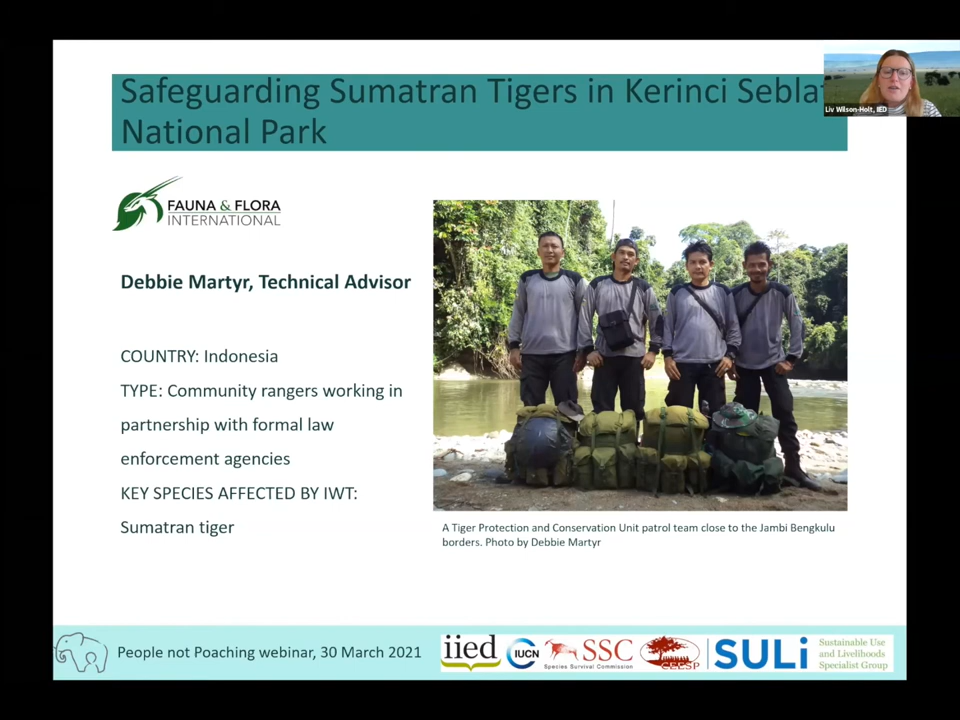 Safeguarding Sumatran Tigers in Kerinci Sebla
National Park
Liv Wilson-Holt, IIED
FAUNA & FLORA
INTERNATIONAL
Debbie Martyr, Technical Advisor
COUNTRY: Indonesia
TYPE: Community rangers working in
partnership with formal law
enforcement agencies
KEY SPECIES AFFECTED BY IWT:
Sumatran tiger
A Tiger Protection and Conservation Unit patrol team close to the Jambi Bengkulu
borders. Photo by Debbie Martyr
People not Poaching webinar, 30 March 2021
iied
IUCN
SSC
Species Survival Commission
CEESP
SULi
Sustainable Use
and Livelihoods
Specialist Group